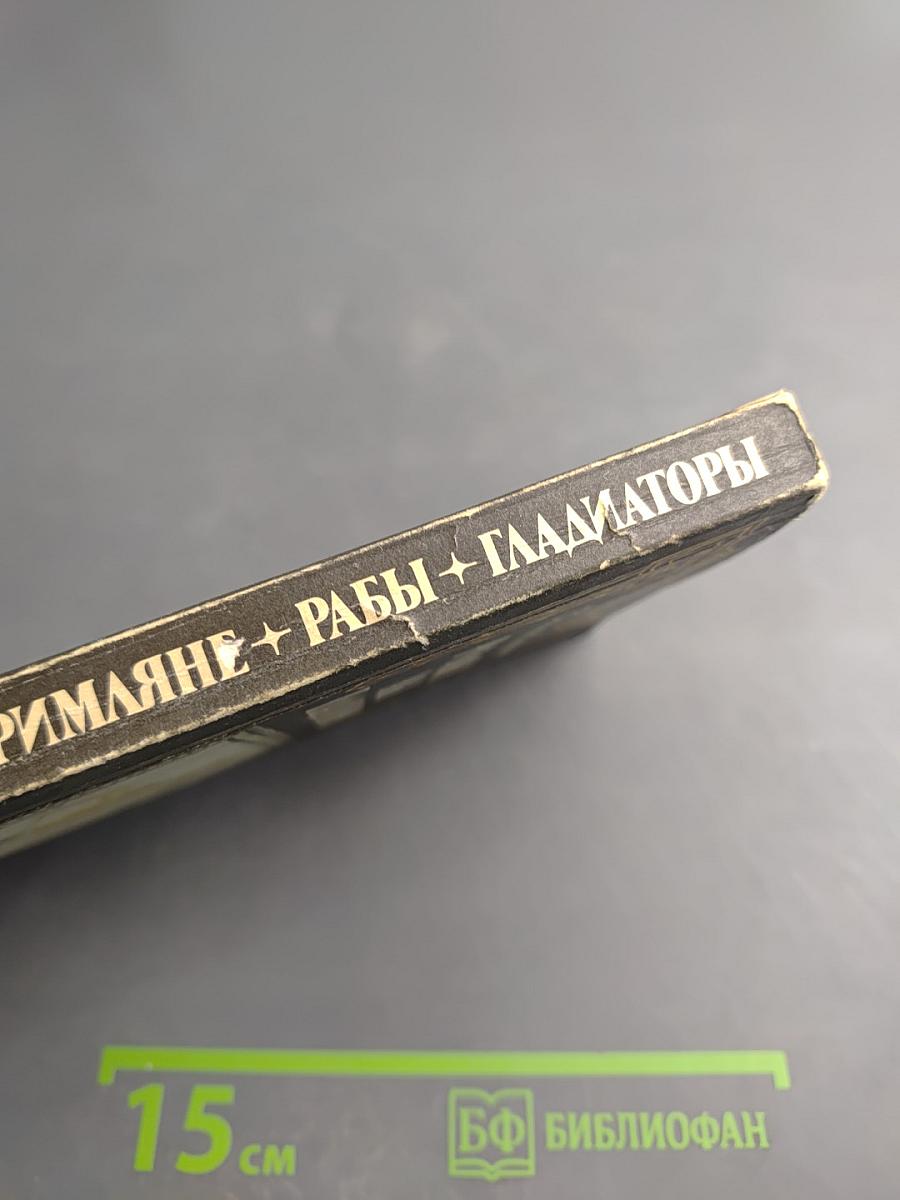 РИМЛЯНЕ ✦ РАБЫ ✦ ГЛАДИАТОРЫ
15 см
БФ БИБЛИОФАН